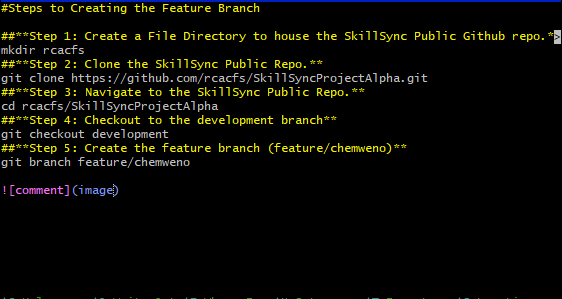 #Steps to Creating the Feature Branch
##**Step 1: Create a File Directory to house the SkillSync Public Github repo.*>
mkdir rcacfs
##**Step 2: Clone the SkillSync Public Repo.**
git clone https://github.com/rcacfs/SkillSyncProjectAlpha.git
##**Step 3: Navigate to the SkillSync Public Repo.**
cd rcacfs/SkillSyncProjectAlpha
##**Step 4: Checkout to the development branch**
git checkout development
##**Step 5: Create the feature branch (feature/chemweno)**
git branch feature/chemweno
![comment](image)